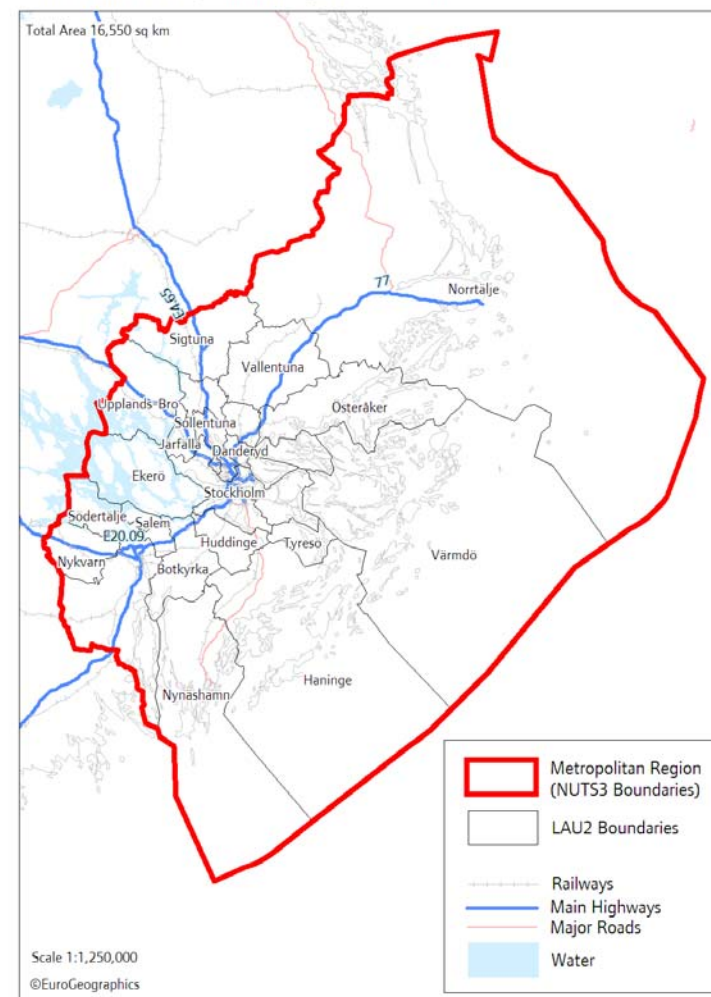 Total Area 16,550 sq km
E4.65
77
Norrtälje
Sigtuna
Vallentuna
Upplands-Bro
Österåker
Sollentuna
Järfälla
Danderyd
Ekerö
Stockholm
Södertälje
Salem
E20.09
Huddinge
Tyresö
Värmdö
Nykvarn
Botkyrka
Haninge
Nynäshamn
Metropolitan Region
(NUTS3 Boundaries)
LAU2 Boundaries
Railways
Main Highways
Major Roads
Water
Scale 1:1,250,000
©EuroGeographics